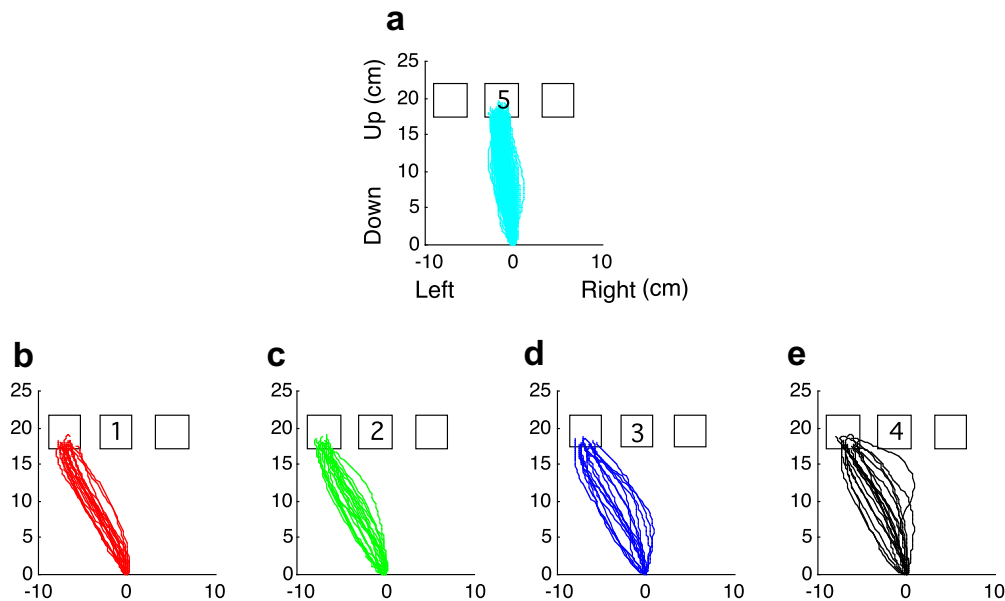 a
25
20
15
10
5
0
Up (cm)
Down
5
-10 0 10
Left Right (cm)
b c d e
25 25 25 25
20 20 20 20
15 15 15 15
10 10 10 10
5 5 5 5
0 0 0 0
1 2 3 4
-10 0 10 -10 0 10 -10 0 10 -10 0 10